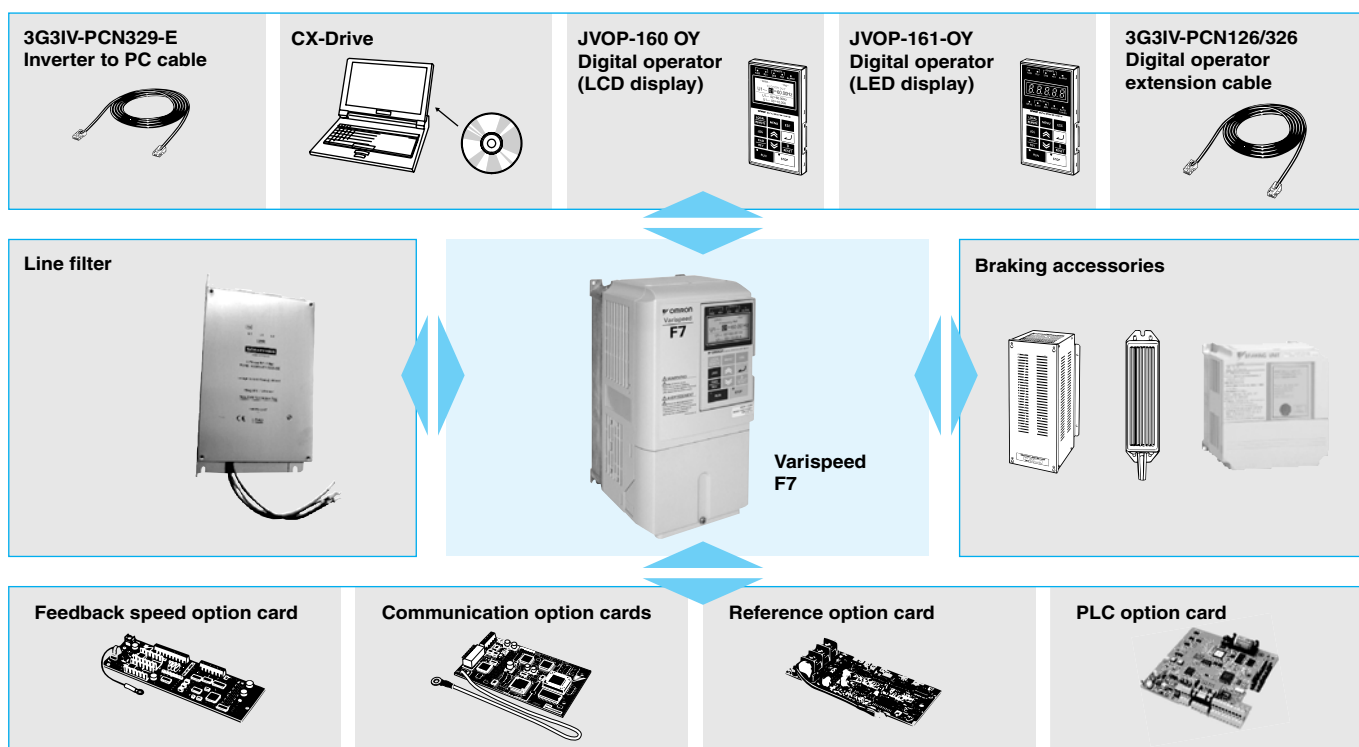 3G3IV-PCN329-E
Inverter to PC cable
CX-Drive
JVOP-160 OY
Digital operator
(LCD display)
JVOP-161-OY
Digital operator
(LED display)
3G3IV-PCN126/326
Digital operator
extension cable
Line filter
OMRON
Varispeed
F7
Varispeed
F7
Braking accessories
Feedback speed option card
Communication option cards
Reference option card
PLC option card